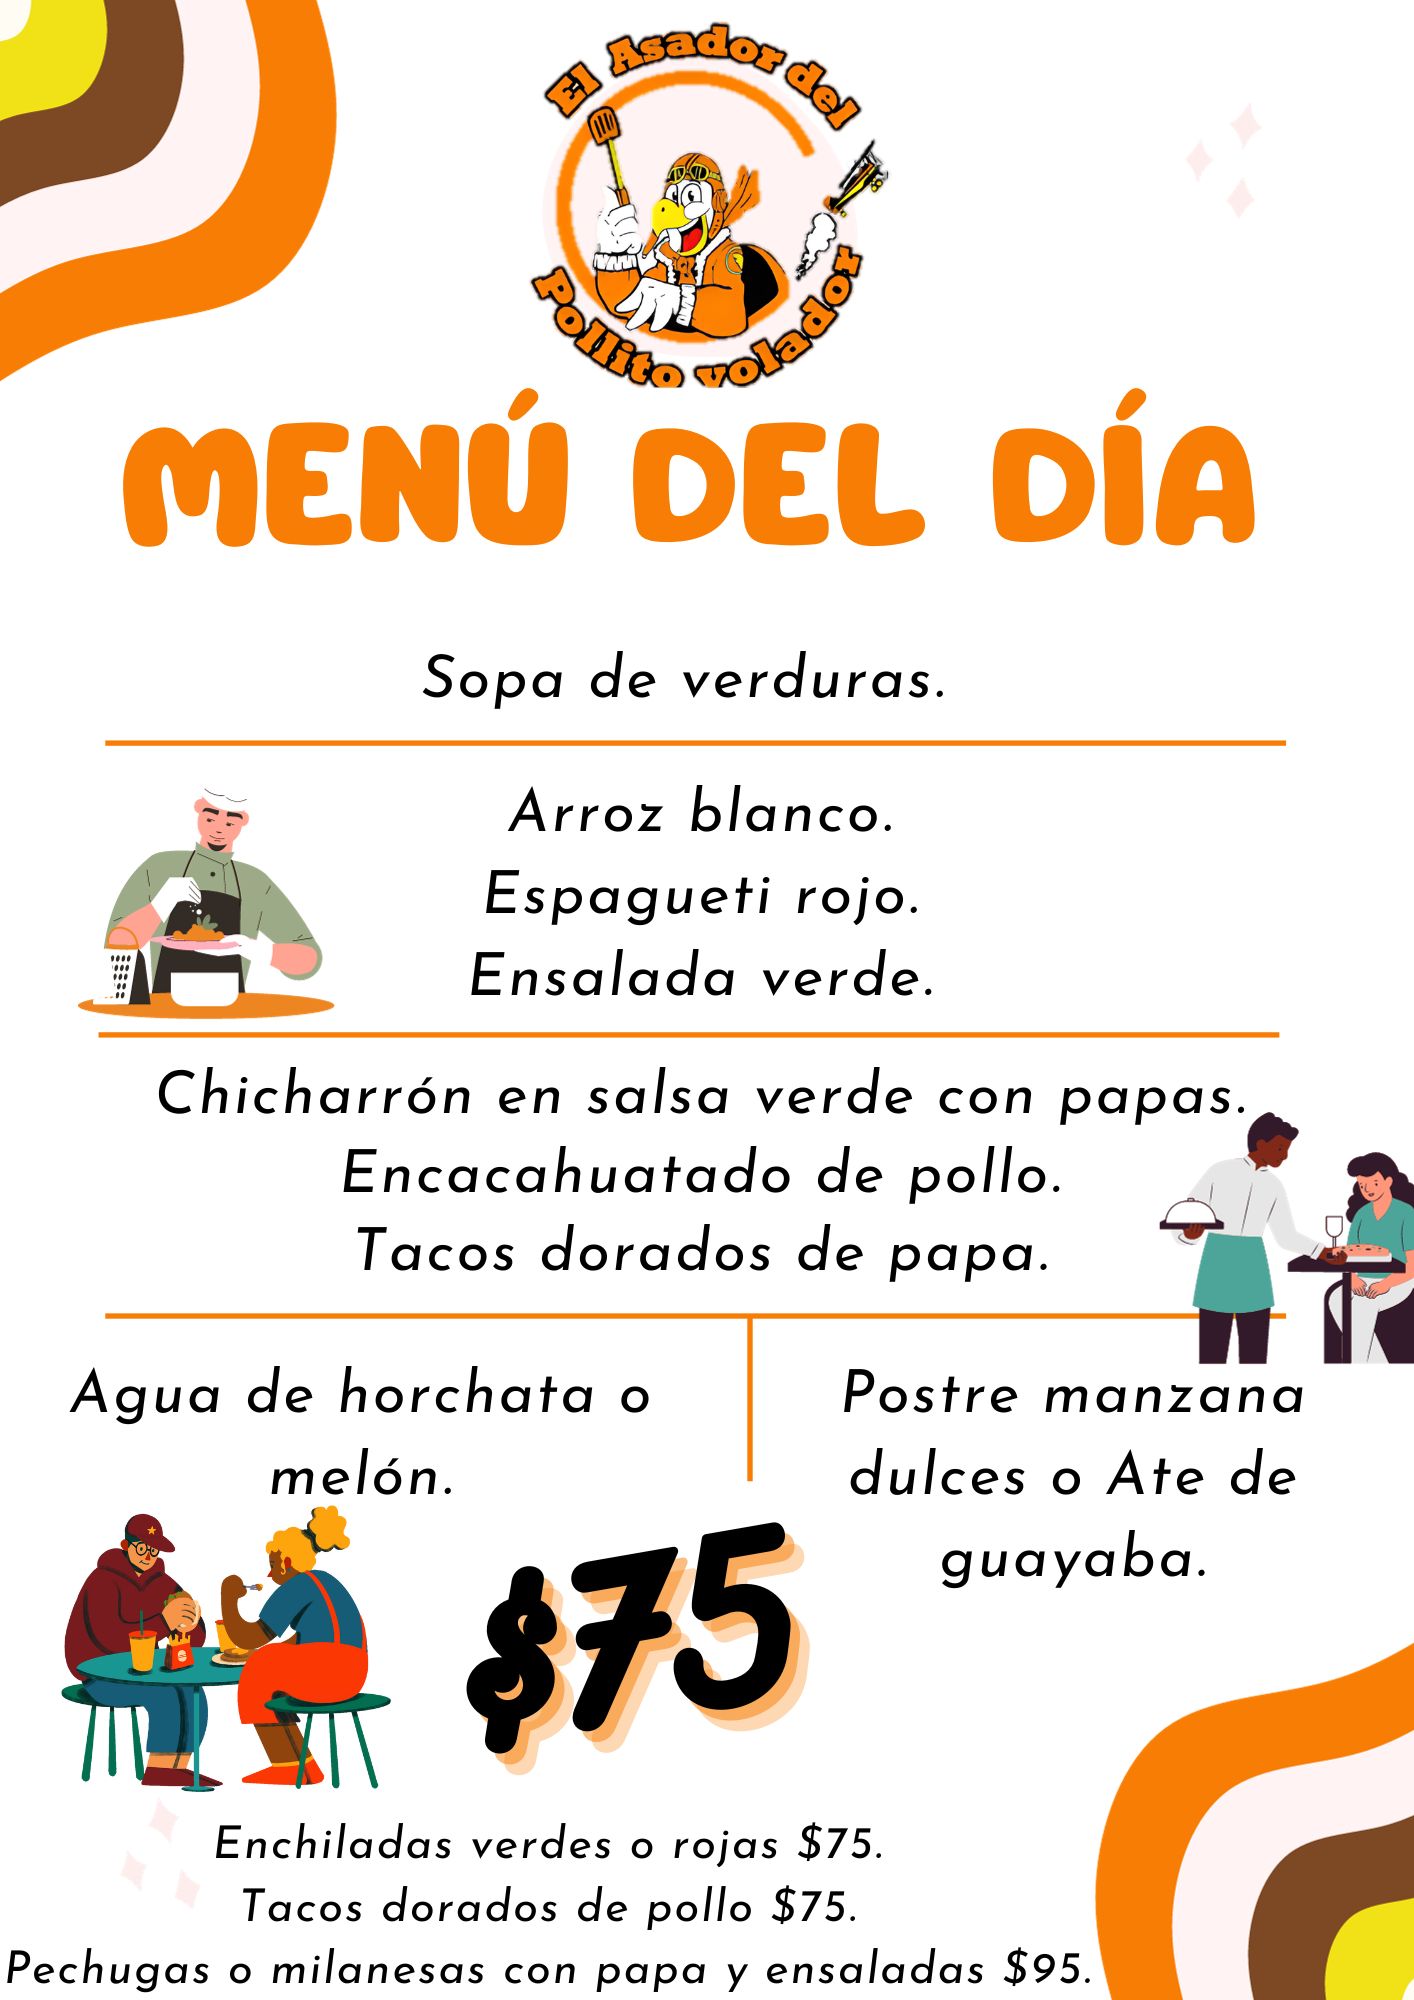 El Asador del
Pollito volador
MENÚ DEL DÍA
Sopa de verduras.
Arroz blanco.
Espagueti rojo.
Ensalada verde.
Chicharrón en salsa verde con papas.
Encacahuatado de pollo.
Tacos dorados de papa.
Agua de horchata o
melón.
Postre manzana
dulces o Ate de
guayaba.
$75
Enchiladas verdes o rojas $75.
Tacos dorados de pollo $75.
Pechugas o milanesas con papa y ensaladas $95.